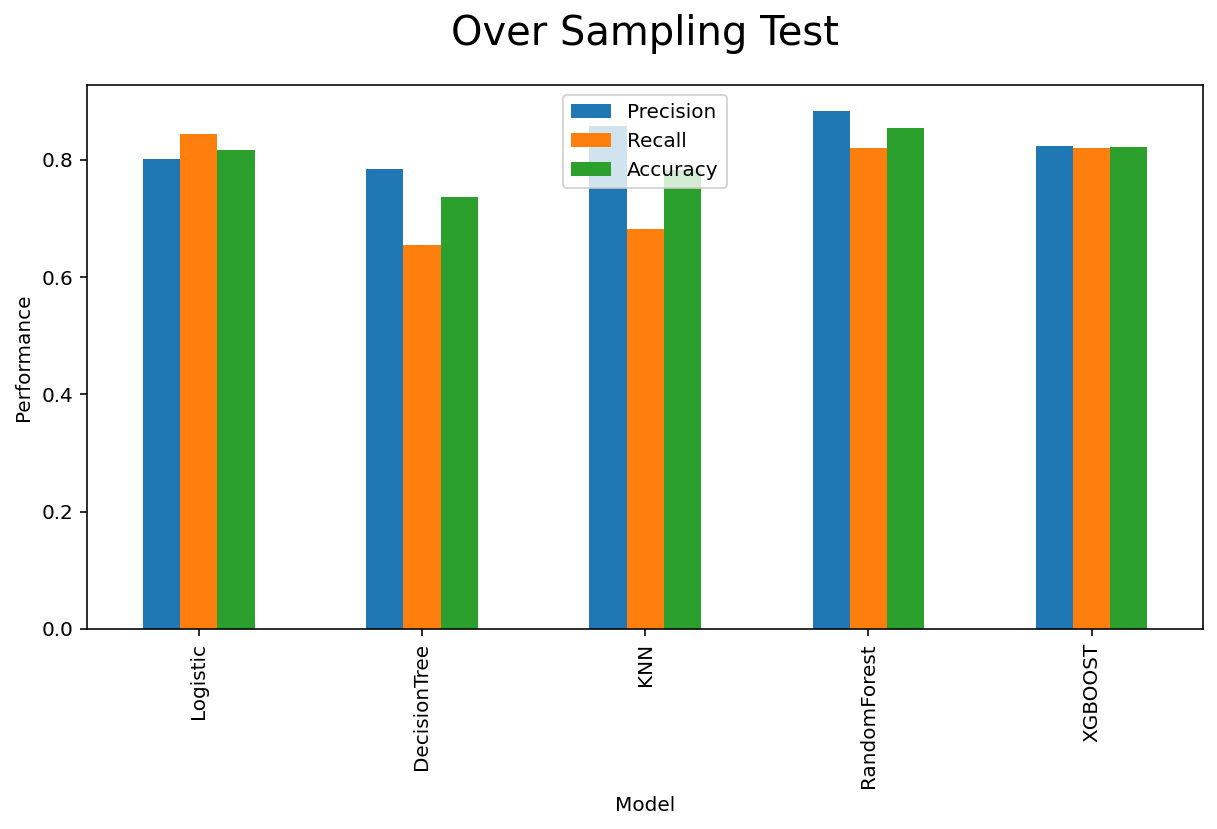 Over Sampling Test
Precision
Recall
Accuracy
0.8
0.6
0.4
0.2
0.0
Performance
Logistic
DecisionTree
KNN
RandomForest
XGBOOST
Model